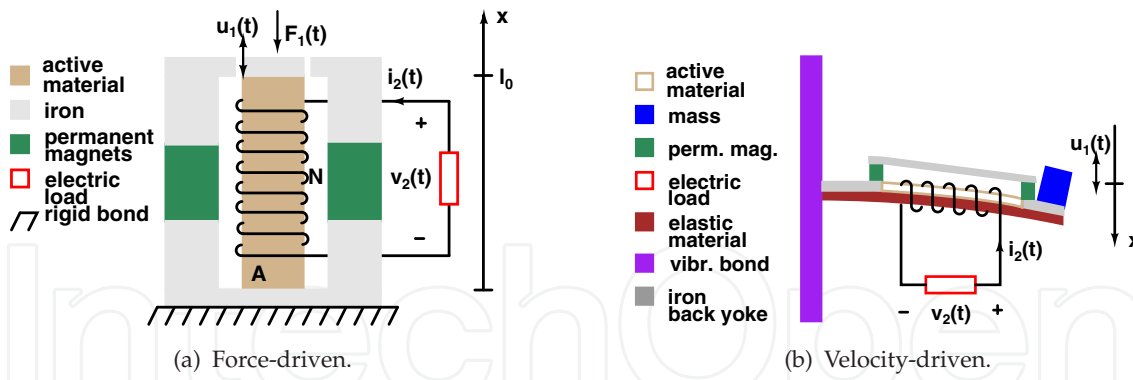 u1(t)
F1(t)
x
active
material
iron
permanent
magnets
electric
load
rigid bond
i2(t)
l0
+
v2(t)
N
−
A
(a) Force-driven.
active
material
mass
perm. mag.
electric
load
elastic
material
vibr. bond
iron
back yoke
u1(t)
x
i2(t)
−
v2(t)
+
(b) Velocity-driven.
IntechOpen